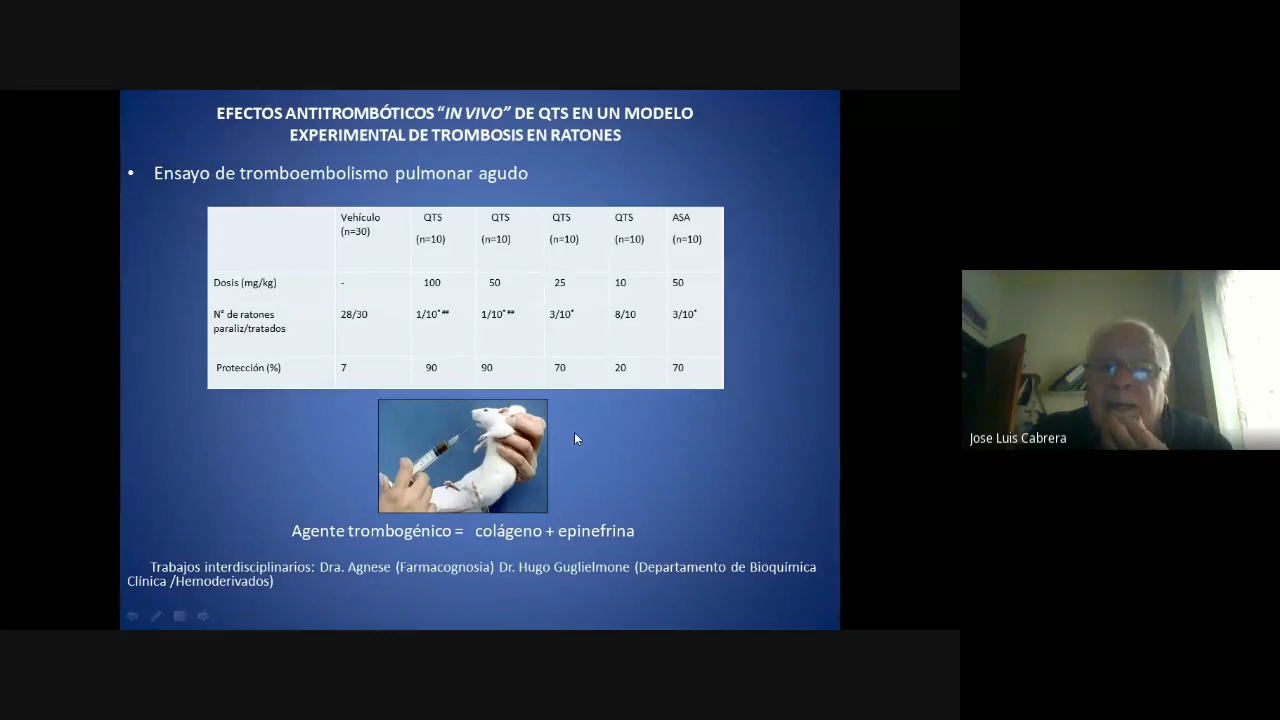 EFECTOS ANTITROMBÓTICOS “IN VIVO” DE QTS EN UN MODELO
EXPERIMENTAL DE TROMBOSIS EN RATONES
• Ensayo de tromboembolismo pulmonar agudo
Vehículo (n=30) QTS (n=10) QTS (n=10) QTS (n=10) QTS (n=10) ASA (n=10)
Dosis (mg/kg) - 100 50 25 10 50
N° de ratones paraliz/tratados 28/30 1/10*## 1/10*## 3/10* 8/10 3/10*
Protección (%) 7 90 90 70 20 70
Agente trombogénico = colágeno + epinefrina
Trabajos interdisciplinarios: Dra. Agnese (Farmacognosia) Dr. Hugo Guglielmone (Departamento de Bioquímica
Clínica /Hemoderivados)
Jose Luis Cabrera